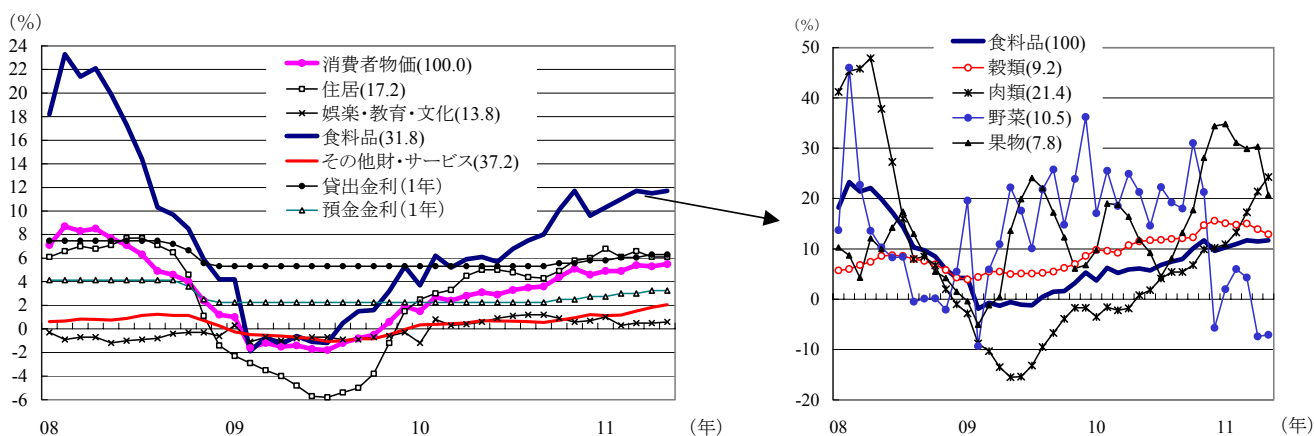 (%)
24
22
20
18
16
14
12
10
8
6
4
2
0
-2
-4
-6
08
09
10
11
(年)
消費者物価(100.0)
住居(17.2)
娯楽・教育・文化(13.8)
食料品(31.8)
その他財・サービス(37.2)
貸出金利(1年)
預金金利(1年)
(%)
50
40
30
20
10
0
-10
-20
08
09
10
11
(年)
食料品(100)
穀類(9.2)
肉類(21.4)
野菜(10.5)
果物(7.8)